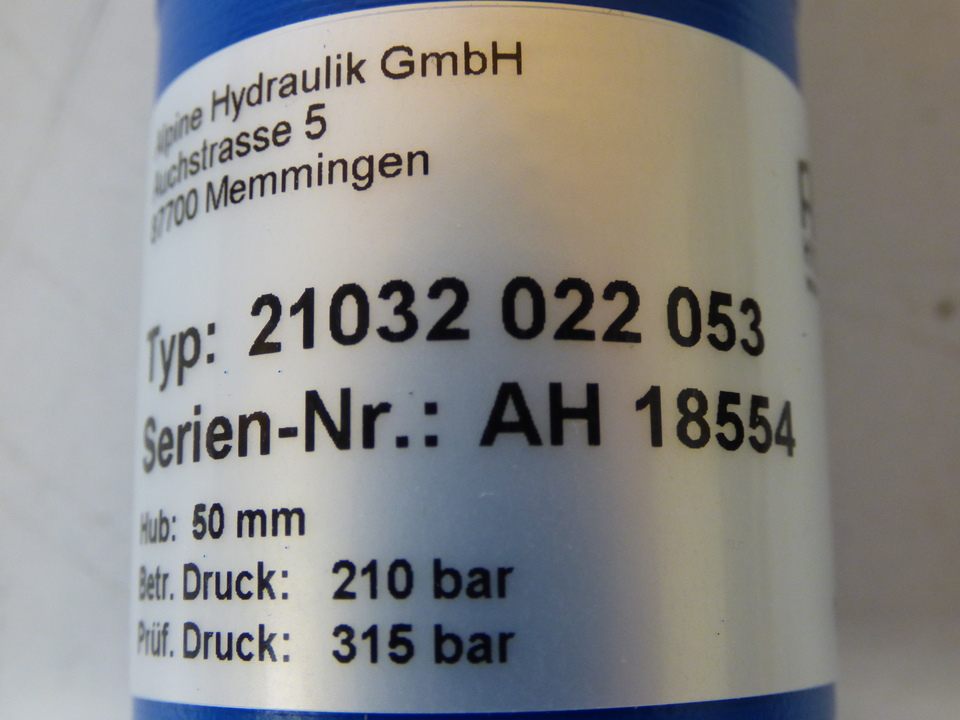 Alpine Hydraulik GmbH
Buchstrasse 5
87700 Memmingen
Typ: 21032 022 053
Serien-Nr.: AH 18554
Hub: 50 mm
Betr. Druck: 210 bar
Prüf. Druck: 315 bar